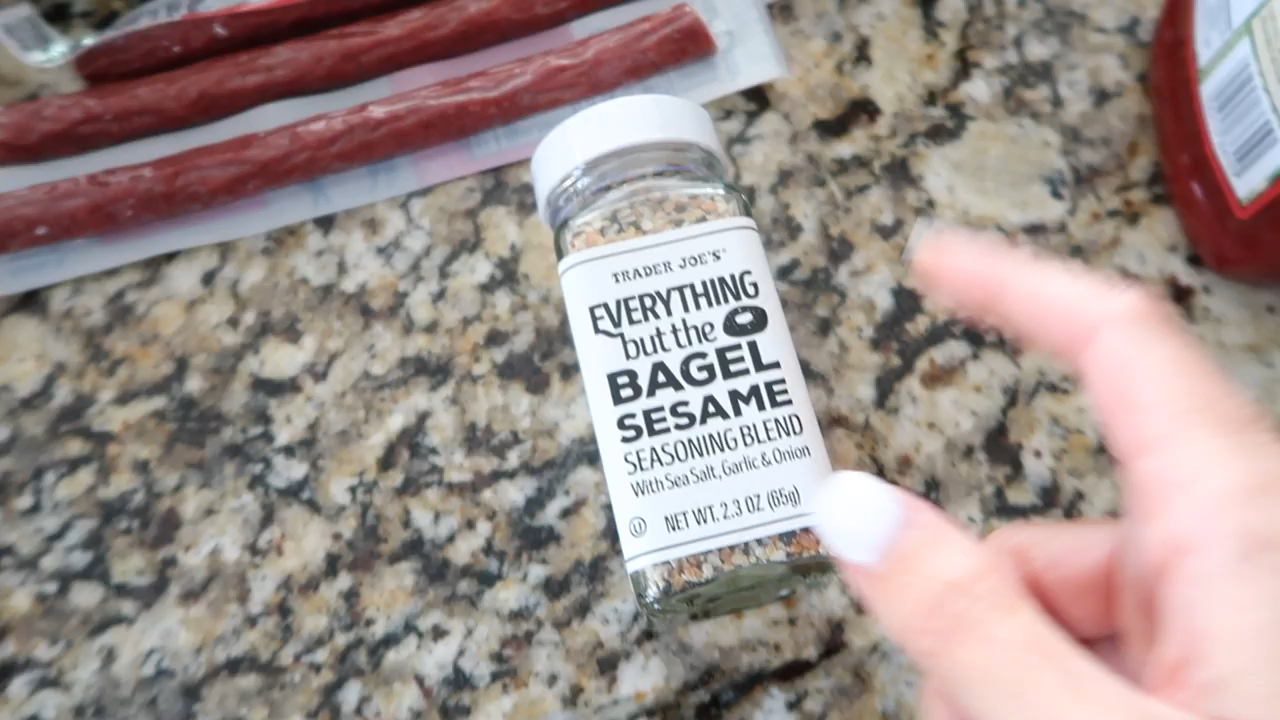 TRADER JOE'S
EVERYTHING
but the
BAGEL
SESAME
SEASONING BLEND
With Sea Salt, Garlic & Onion
U NET WT. 2.3 OZ (65g)